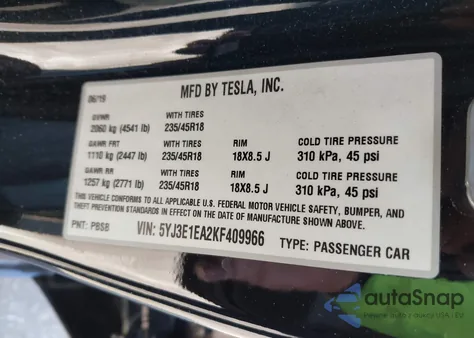 MFD BY TESLA, INC.
06/19
GVWR WITH TIRES
2060 kg (4541 lb) 235/45R18
GAWR FRT WITH TIRES RIM COLD TIRE PRESSURE
1110 kg (2447 lb) 235/45R18 18X8.5 J 310 kPa, 45 psi
GAWR RR WITH TIRES RIM COLD TIRE PRESSURE
1257 kg (2771 lb) 235/45R18 18X8.5 J 310 kPa, 45 psi
THIS VEHICLE CONFORMS TO ALL APPLICABLE U.S. FEDERAL MOTOR VEHICLE SAFETY, BUMPER, AND
THEFT PREVENTION STANDARDS IN EFFECT ON THE DATE OF MANUFACTURE SHOWN ABOVE.
PNT: PBSB VIN: 5YJ3E1EA2KF409966 TYPE: PASSENGER CAR
autoSnap